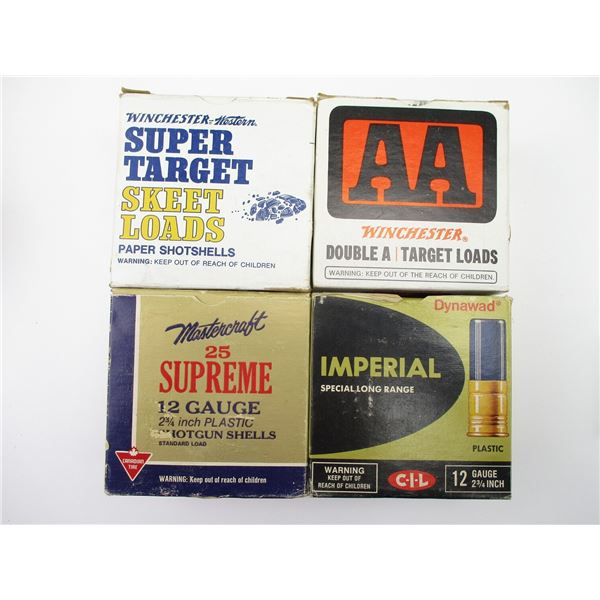 WINCHESTER-Western
SUPER
TARGET
SKEET
LOADS
PAPER SHOTSHELLS
WARNING: KEEP OUT OF REACH OF CHILDREN
AA
WINCHESTER®
DOUBLE A | TARGET LOADS
WARNING: KEEP OUT OF THE REACH OF CHILDREN.
Mastercraft
25
SUPREME
12 GAUGE
2¾ inch PLASTIC
SHOTGUN SHELLS
STANDARD LOAD
CANADIAN
TIRE
WARNING: Keep out of reach of children
Dynawad®
IMPERIAL
SPECIAL LONG RANGE
PLASTIC
WARNING
KEEP OUT OF
REACH OF CHILDREN
C-I-L
12 GAUGE
2¾ INCH